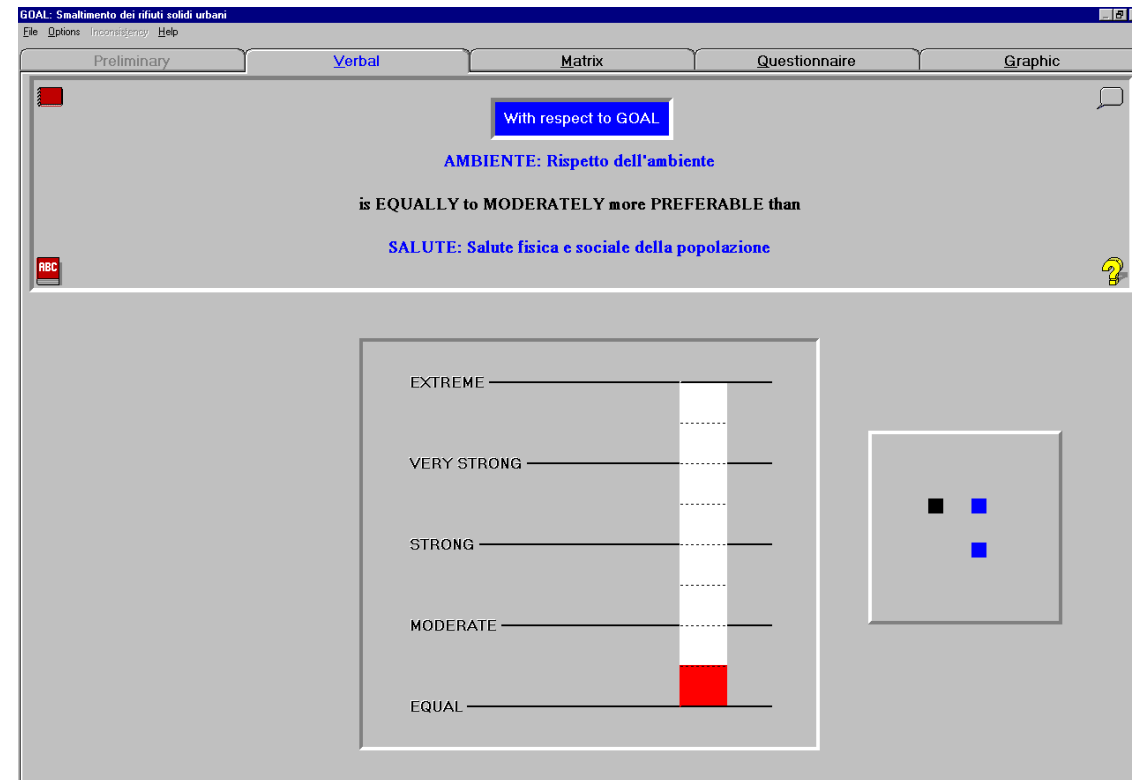 GOAL: Smaltimento dei rifiuti solidi urbani
File Options Inconsistency Help
Preliminary Verbal Matrix Questionnaire Graphic
With respect to GOAL
AMBIENTE: Rispetto dell'ambiente
is EQUALLY to MODERATELY more PREFERABLE than
SALUTE: Salute fisica e sociale della popolazione
ABC
EXTREME
VERY STRONG
STRONG
MODERATE
EQUAL